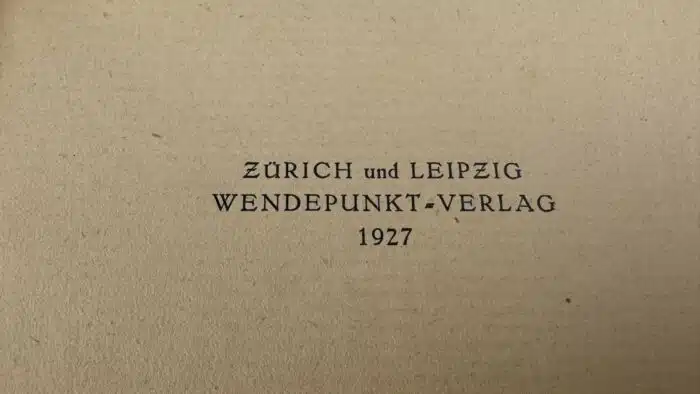 ZÜRICH und LEIPZIG
WENDEPUNKT-VERLAG
1927